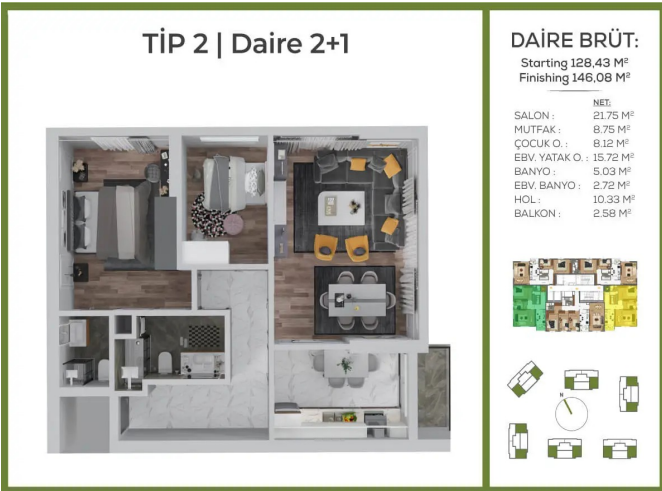 TİP 2 | Daire 2+1
DAİRE BRÜT:
Starting 128,43 M²
Finishing 146,08 M²
NET:
SALON : 21.75 M²
MUTFAK : 8.75 M²
ÇOCUK O. : 8.12 M²
EBV. YATAK O. : 15.72 M²
BANYO : 5.03 M²
EBV. BANYO : 2.72 M²
HOL : 10.33 M²
BALKON : 2.58 M²
N